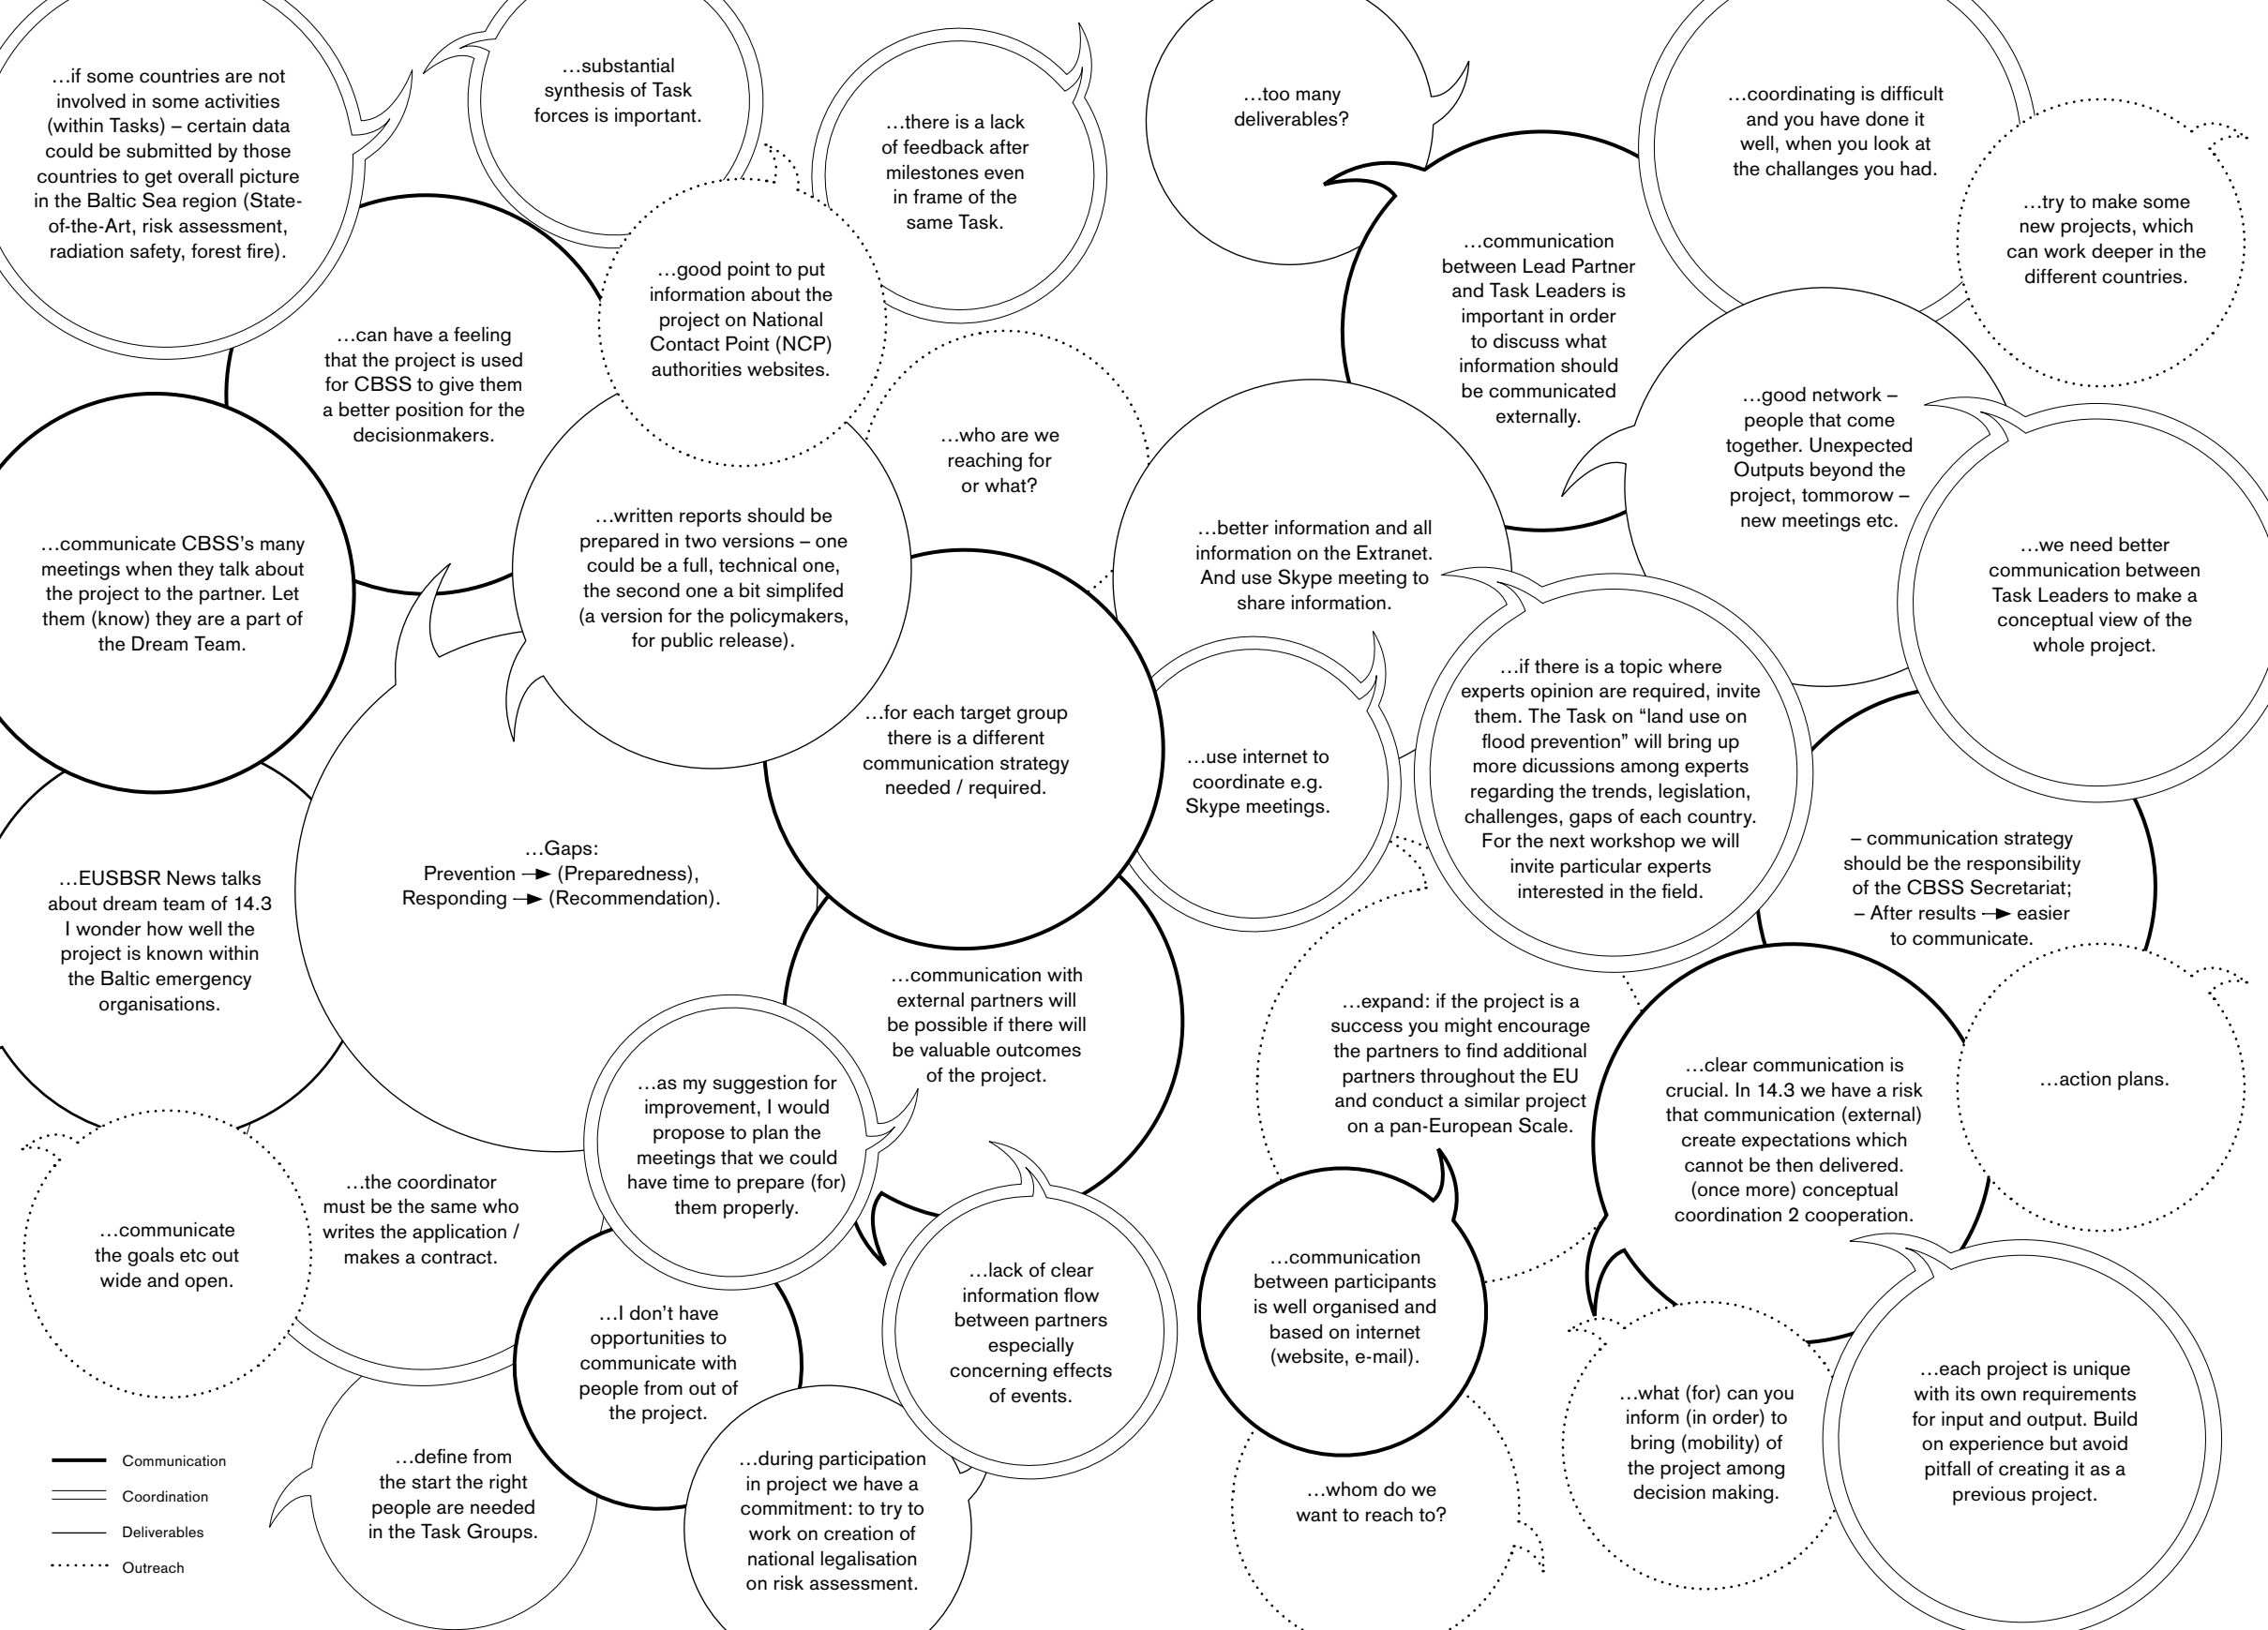 …if some countries are not
involved in some activities
(within Tasks) – certain data
could be submitted by those
countries to get overall picture
in the Baltic Sea region (State-
of-the-Art, risk assessment,
radiation safety, forest fire).
…substantial
synthesis of Task
forces is important.
…there is a lack
of feedback after
milestones even
in frame of the
same Task.
…too many
deliverables?
…coordinating is difficult
and you have done it
well, when you look at
the challanges you had.
…try to make some
new projects, which
can work deeper in the
different countries.
…communication
between Lead Partner
and Task Leaders is
important in order
to discuss what
information should
be communicated
externally.
…good point to put
information about the
project on National
Contact Point (NCP)
authorities websites.
…can have a feeling
that the project is used
for CBSS to give them
a better position for the
decisionmakers.
…who are we
reaching for
or what?
…good network –
people that come
together. Unexpected
Outputs beyond the
project, tommorow –
new meetings etc.
…communicate CBSS's many
meetings when they talk about
the project to the partner. Let
them (know) they are a part of
the Dream Team.
…written reports should be
prepared in two versions – one
could be a full, technical one,
the second one a bit simplifed
(a version for the policymakers,
for public release).
…better information and all
information on the Extranet.
And use Skype meeting to
share information.
…we need better
communication between
Task Leaders to make a
conceptual view of the
whole project.
…for each target group
there is a different
communication strategy
needed / required.
…use internet to
coordinate e.g.
Skype meetings.
…if there is a topic where
experts opinion are required, invite
them. The Task on “land use on
flood prevention” will bring up
more dicussions among experts
regarding the trends, legislation,
challenges, gaps of each country.
For the next workshop we will
invite particular experts
interested in the field.
– communication strategy
should be the responsibility
of the CBSS Secretariat;
– After results → easier
to communicate.
…EUSBSR News talks
about dream team of 14.3
I wonder how well the
project is known within
the Baltic emergency
organisations.
…Gaps:
Prevention → (Preparedness),
Responding → (Recommendation).
…communication with
external partners will
be possible if there will
be valuable outcomes
of the project.
…expand: if the project is a
success you might encourage
the partners to find additional
partners throughout the EU
and conduct a similar project
on a pan-European Scale.
…clear communication is
crucial. In 14.3 we have a risk
that communication (external)
create expectations which
cannot be then delivered.
(once more) conceptual
coordination 2 cooperation.
…action plans.
…as my suggestion for
improvement, I would
propose to plan the
meetings that we could
have time to prepare (for)
them properly.
…communicate
the goals etc out
wide and open.
…the coordinator
must be the same who
writes the application /
makes a contract.
…I don't have
opportunities to
communicate with
people from out of
the project.
…lack of clear
information flow
between partners
especially
concerning effects
of events.
…communication
between participants
is well organised and
based on internet
(website, e-mail).
…what (for) can you
inform (in order) to
bring (mobility) of
the project among
decision making.
…each project is unique
with its own requirements
for input and output. Build
on experience but avoid
pitfall of creating it as a
previous project.
…define from
the start the right
people are needed
in the Task Groups.
…during participation
in project we have a
commitment: to try to
work on creation of
national legalisation
on risk assessment.
…whom do we
want to reach to?
Communication
Coordination
Deliverables
Outreach